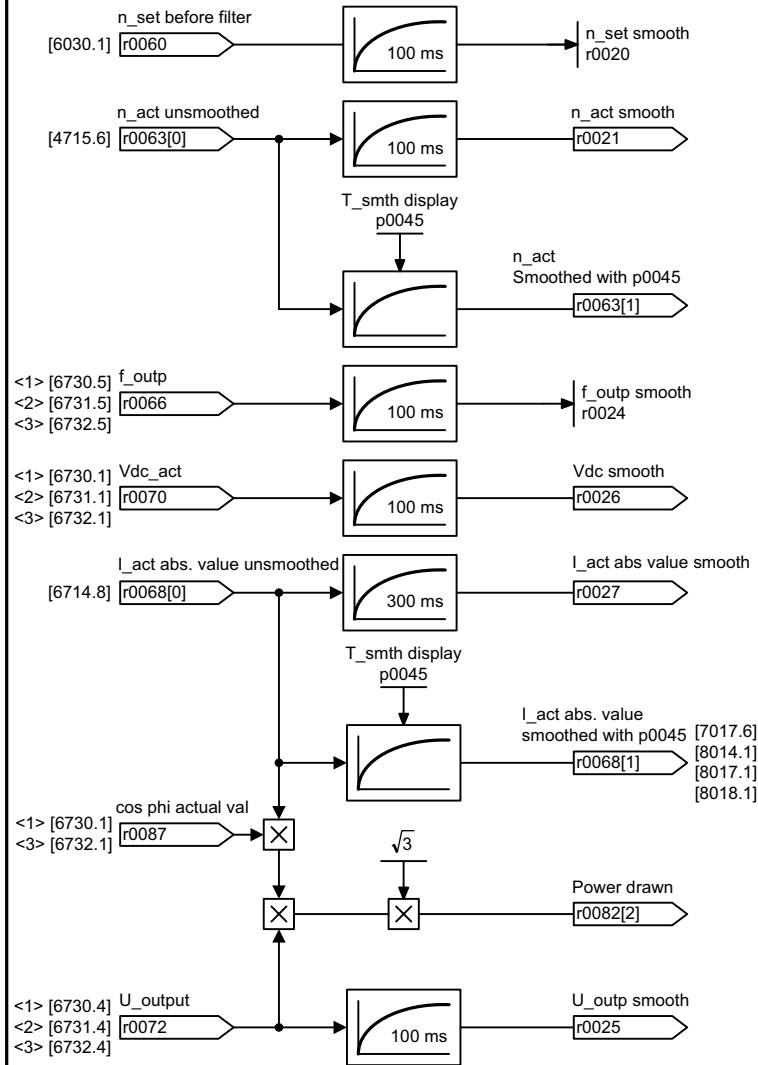 n_set before filter
[6030.1] r0060
100 ms
n_set smooth
r0020
n_act unsmoothed
[4715.6] r0063[0]
100 ms
n_act smooth
r0021
T_smth display
p0045
n_act
Smoothed with p0045
r0063[1]
<1> [6730.5] f_outp
<2> [6731.5] r0066
<3> [6732.5]
100 ms
f_outp smooth
r0024
<1> [6730.1] Vdc_act
<2> [6731.1] r0070
<3> [6732.1]
100 ms
Vdc smooth
r0026
I_act abs. value unsmoothed
[6714.8] r0068[0]
300 ms
I_act abs value smooth
r0027
T_smth display
p0045
I_act abs. value
smoothed with p0045
r0068[1]
[7017.6]
[8014.1]
[8017.1]
[8018.1]
cos phi actual val
<1> [6730.1] r0087
<3> [6732.1]
√3
Power drawn
r0082[2]
<1> [6730.4] U_output
<2> [6731.4] r0072
<3> [6732.4]
100 ms
U_outp smooth
r0025